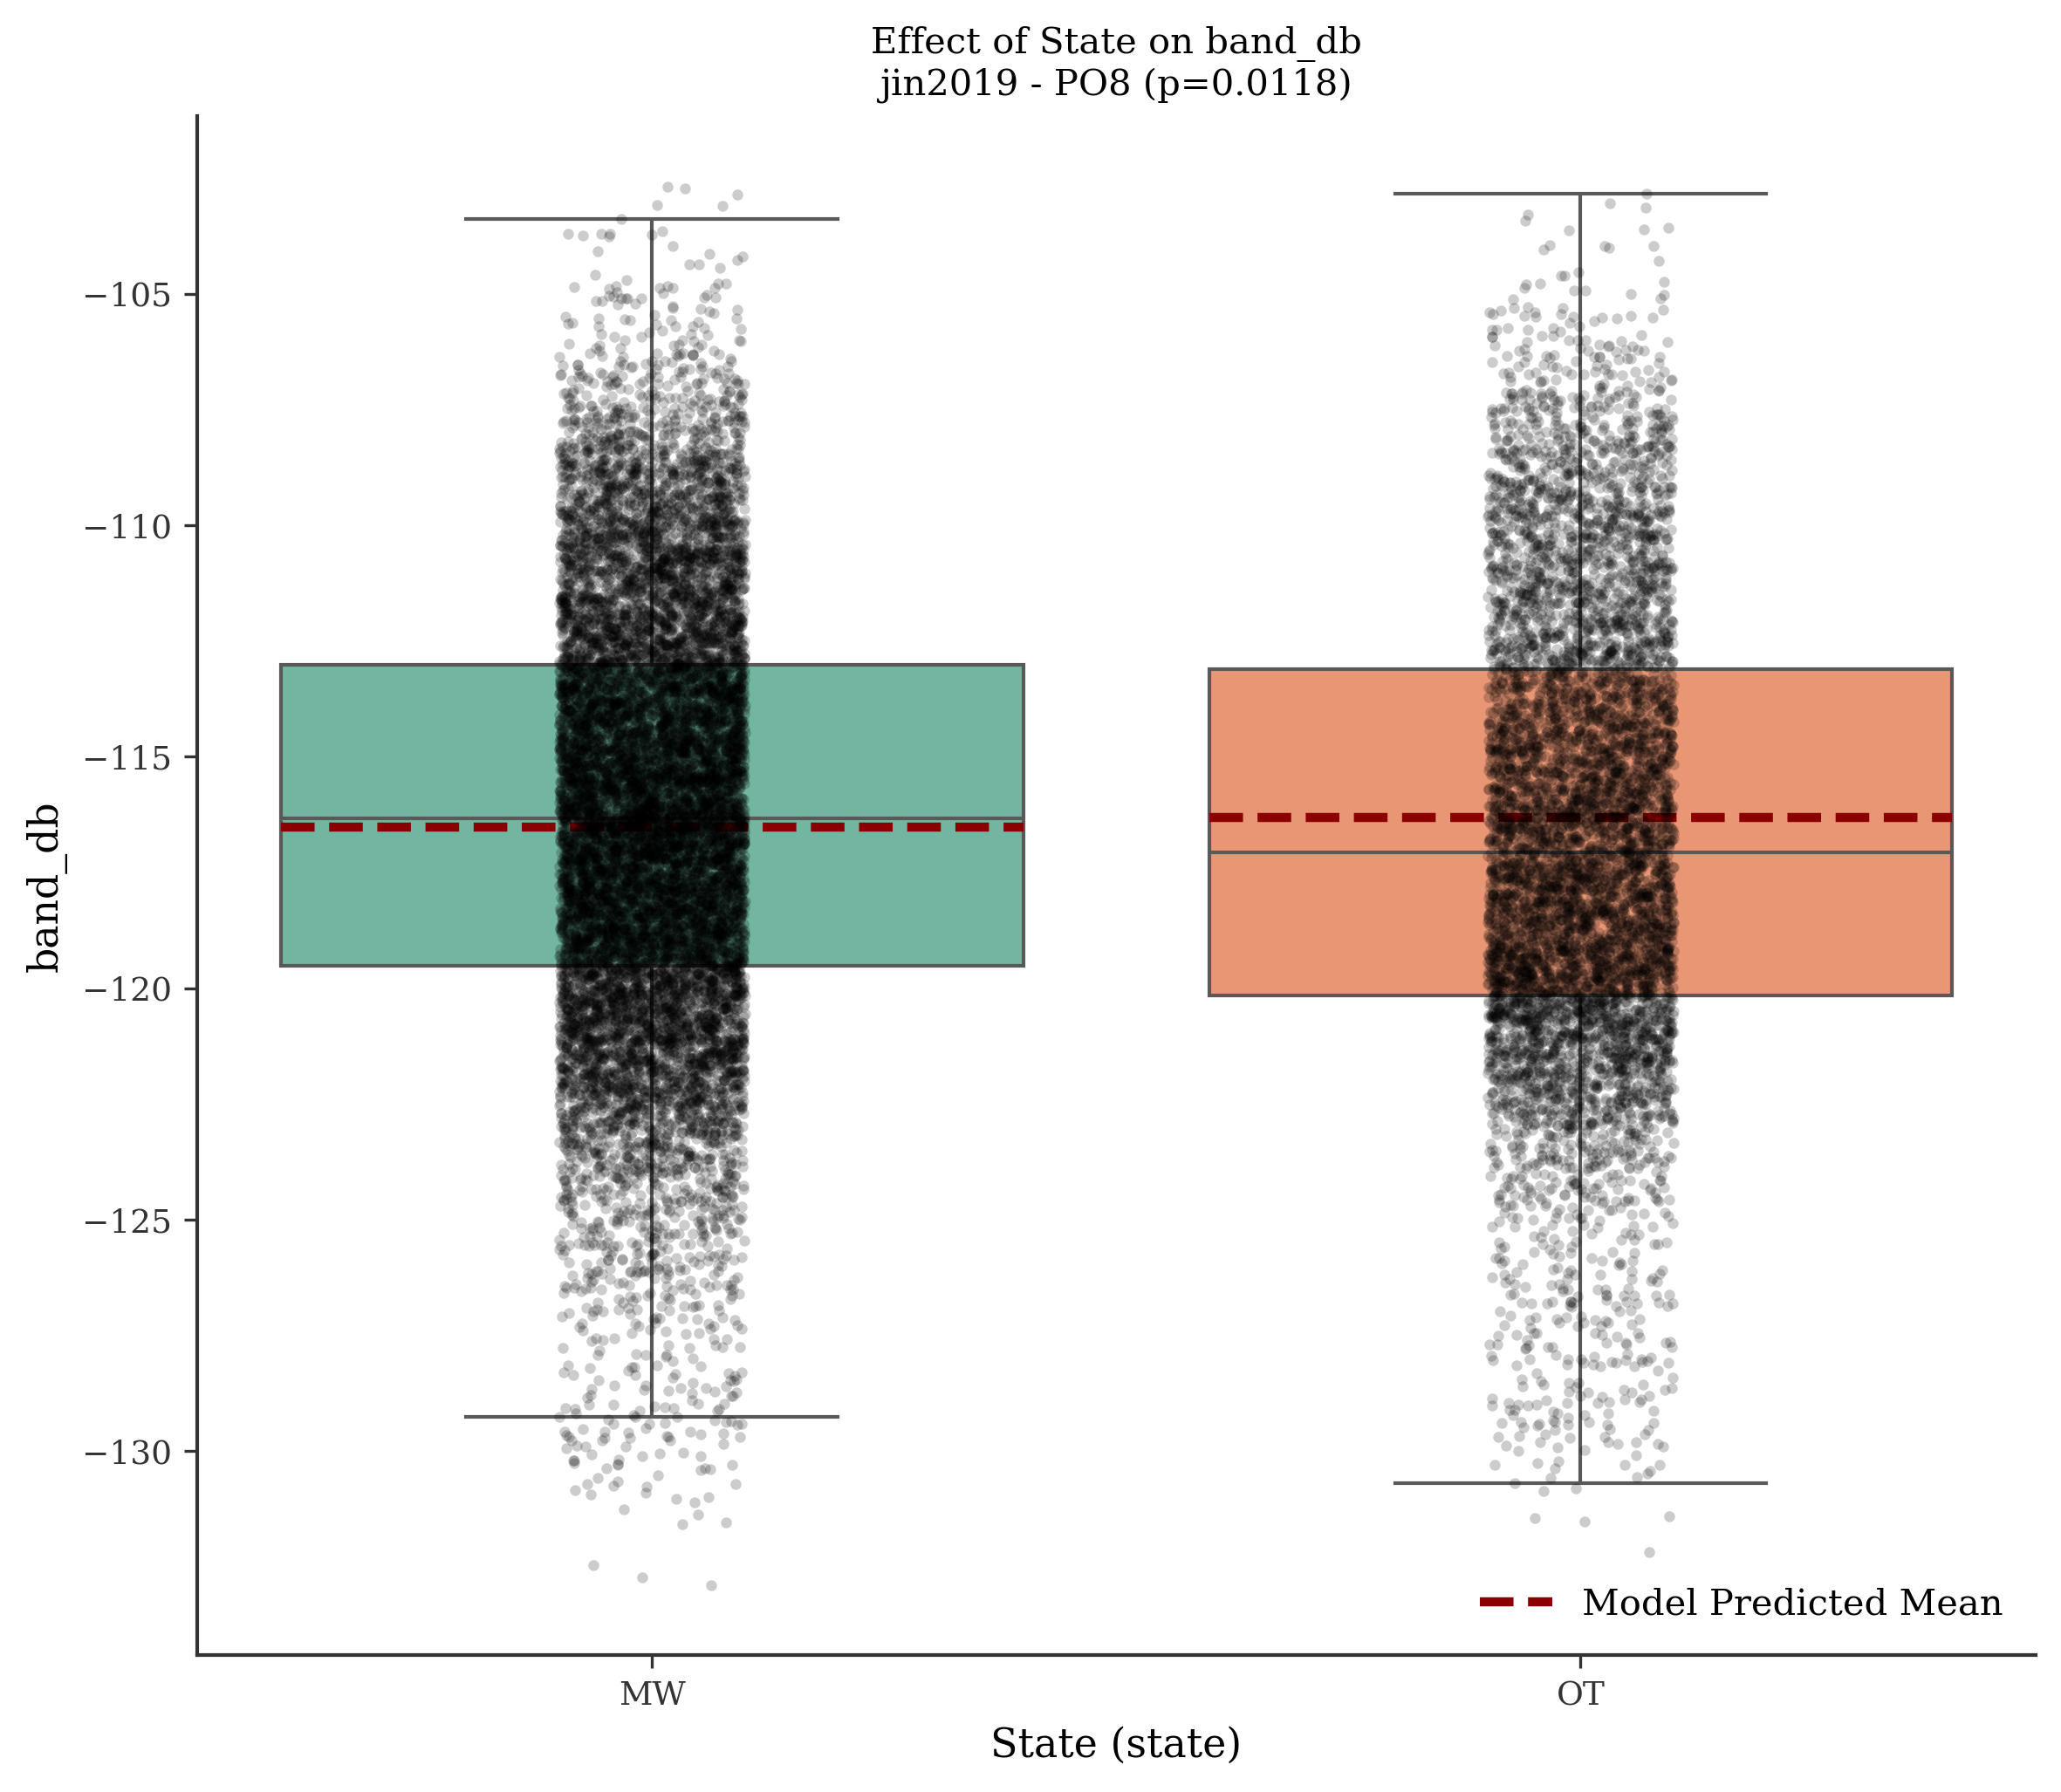 Effect of State on band_db
jin2019 - PO8 (p=0.0118)
band_db
−105
−110
−115
−120
−125
−130
Model Predicted Mean
MW
OT
State (state)